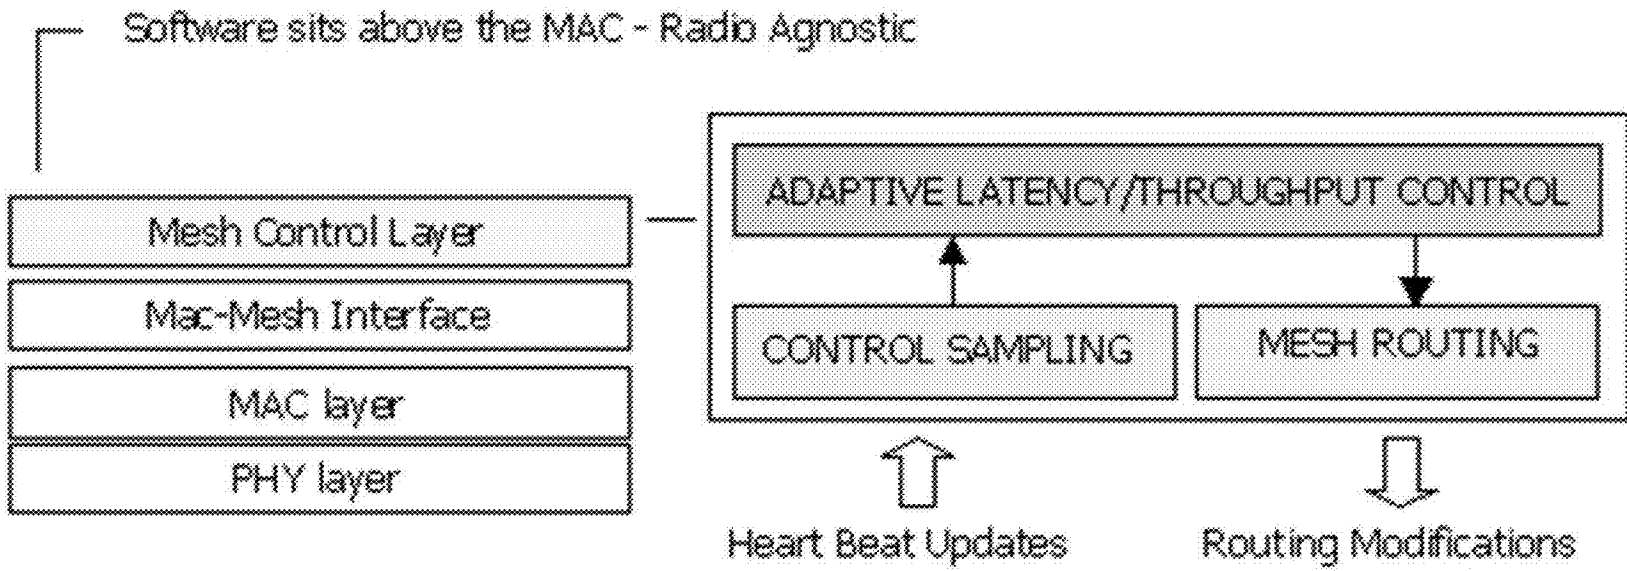 Software sits above the MAC - Radio Agnostic
Mesh Control Layer
Mac-Mesh Interface
MAC layer
PHY layer
ADAPTIVE LATENCY/THROUGHPUT CONTROL
CONTROL SAMPLING
MESH ROUTING
Heart Beat Updates
Routing Modifications